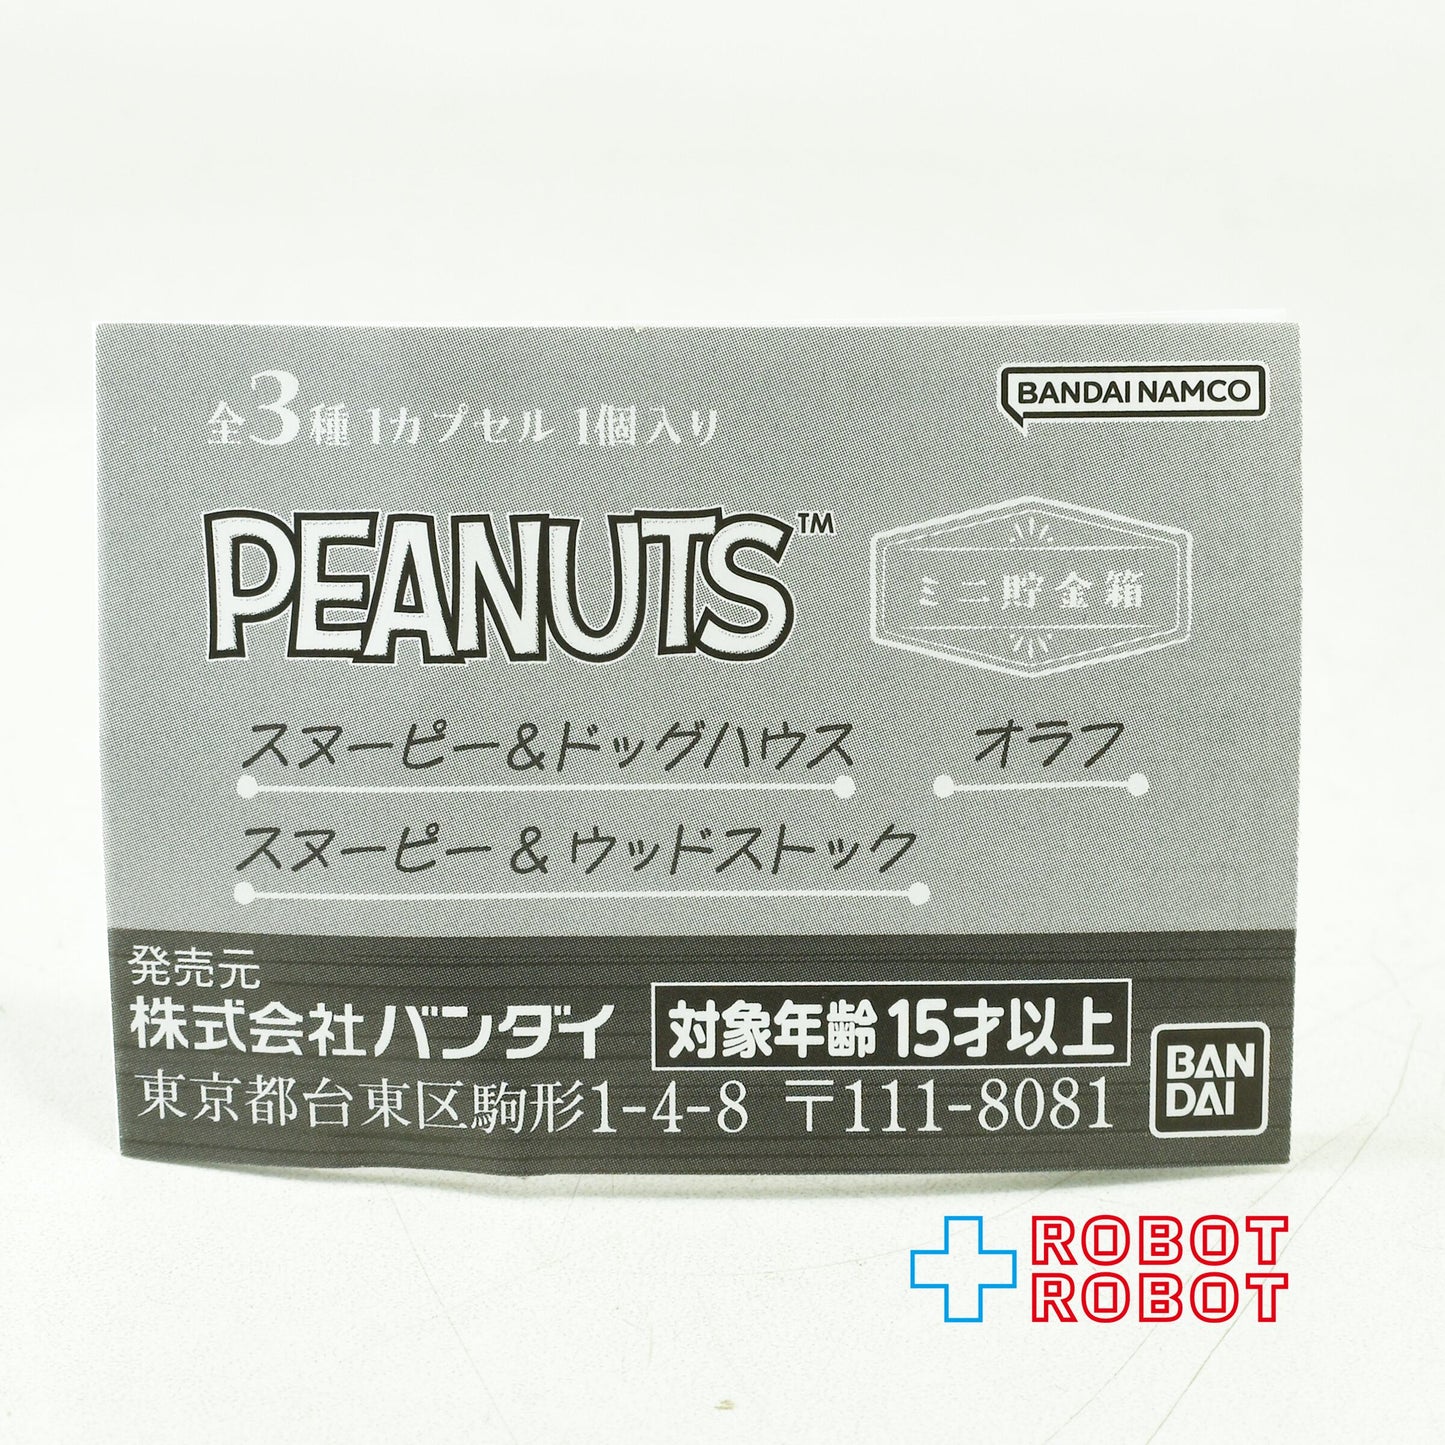 全3種 1カプセル 1個入り
BANDAI NAMCO
PEANUTS™
ミニ貯金箱
スヌーピー&ドッグハウス
オラフ
スヌーピー&ウッドストック
発売元
株式会社バンダイ
対象年齢 15才以上
東京都台東区駒形1-4-8 〒111-8081
BAN
DAI
ROBOT
ROBOT